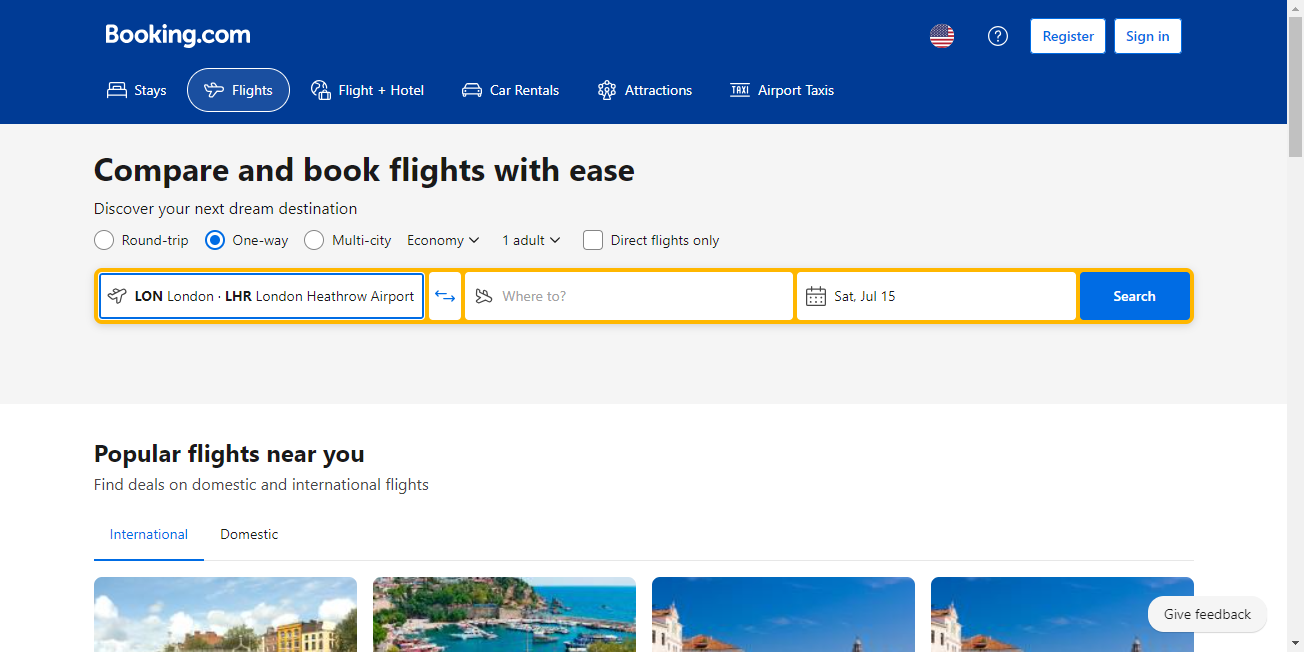 Booking.com
Register
Sign in
Stays
Flights
Flight + Hotel
Car Rentals
Attractions
TAXI
Airport Taxis
Compare and book flights with ease
Discover your next dream destination
Round-trip
One-way
Multi-city
Economy
1 adult
Direct flights only
LON London · LHR London Heathrow Airport
Where to?
Sat, Jul 15
Search
Popular flights near you
Find deals on domestic and international flights
International
Domestic
Give feedback